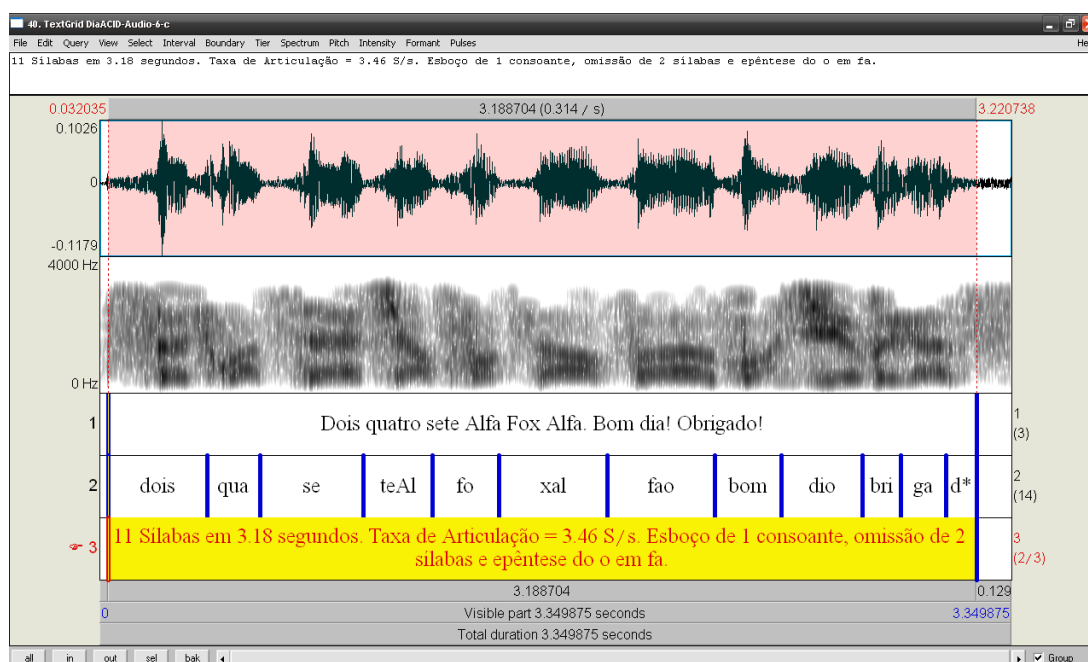 40. TextGrid DiaACID-Audio-6-c
File Edit Query View Select Interval Boundary Tier Spectrum Pitch Intensity Formant Pulses He
11 Sílabas em 3.18 segundos. Taxa de Articulação = 3.46 S/s. Esboço de 1 consoante, omissão de 2 sílabas e epêntese do o em fa.
0.032035 3.188704 (0.314 / s) 3.220738
0.1026
0
-0.1179
4000 Hz
0 Hz
1 Dois quatro sete Alfa Fox Alfa. Bom dia! Obrigado! 1
(3)
2 dois qua se teAl fo xal fao bom dio bri ga d* 2
(14)
3 11 Sílabas em 3.18 segundos. Taxa de Articulação = 3.46 S/s. Esboço de 1 consoante, omissão de 2 3
sílabas e epêntese do o em fa. (2/3)
3.188704 0.129
0 Visible part 3.349875 seconds 3.349875
Total duration 3.349875 seconds
all in out sel bak Group